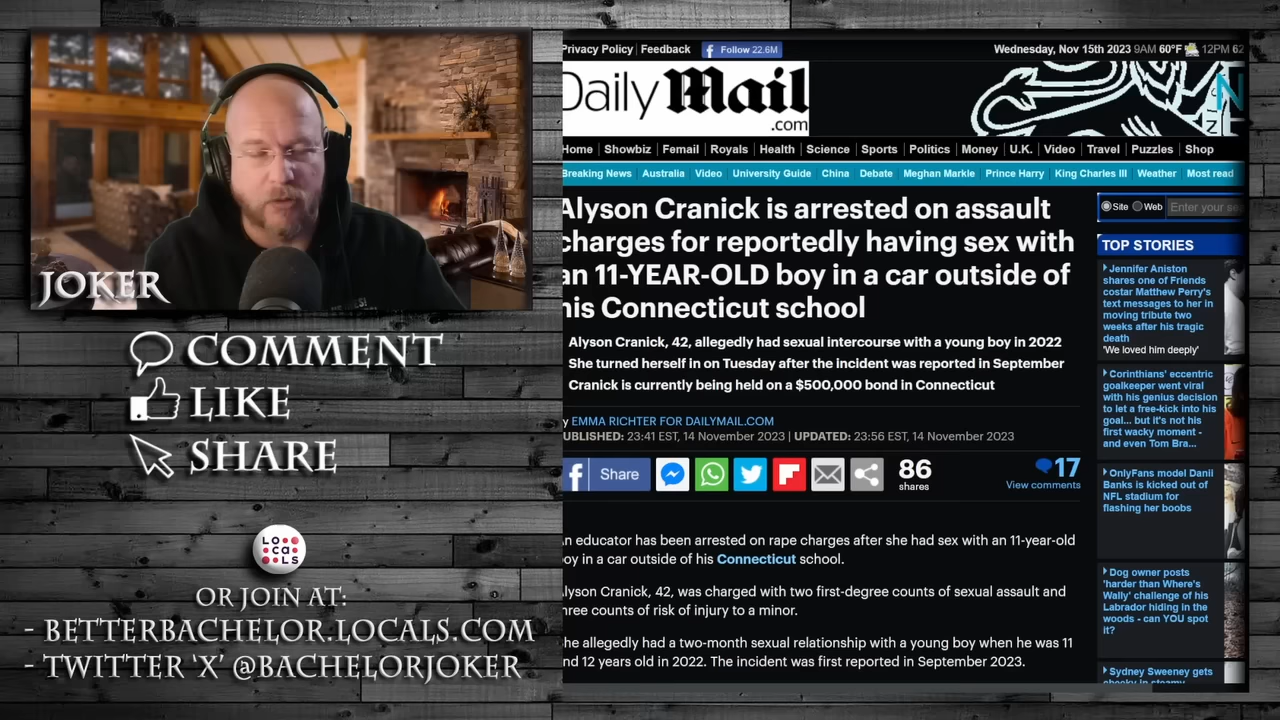 JOKER
COMMENT
LIKE
SHARE
LOCALS
OR JOIN AT:
- BETTERBACHELOR.LOCALS.COM
- TWITTER 'X' @BACHELORJOKER
Privacy Policy | Feedback
Follow 22.6M
Wednesday, Nov 15th 2023 9AM 60°F 12PM 62
Daily Mail
.com
Home | Showbiz | Femail | Royals | Health | Science | Sports | Politics | Money | U.K. | Video | Travel | Puzzles | Shop
Breaking News | Australia | Video | University Guide | China | Debate | Meghan Markle | Prince Harry | King Charles III | Weather | Most read
Alyson Cranick is arrested on assault
charges for reportedly having sex with
an 11-YEAR-OLD boy in a car outside of
his Connecticut school
Alyson Cranick, 42, allegedly had sexual intercourse with a young boy in 2022
She turned herself in on Tuesday after the incident was reported in September
Cranick is currently being held on a $500,000 bond in Connecticut
y EMMA RICHTER FOR DAILYMAIL.COM
UBLISHED: 23:41 EST, 14 November 2023 | UPDATED: 23:56 EST, 14 November 2023
Share
86
shares
17
View comments
n educator has been arrested on rape charges after she had sex with an 11-year-old
oy in a car outside of his Connecticut school.
lyson Cranick, 42, was charged with two first-degree counts of sexual assault and
hree counts of risk of injury to a minor.
he allegedly had a two-month sexual relationship with a young boy when he was 11
nd 12 years old in 2022. The incident was first reported in September 2023.
Site Web Enter your se
TOP STORIES
Jennifer Aniston
shares one of Friends
costar Matthew Perry's
text messages to her in
moving tribute two
weeks after his tragic
death
'We loved him deeply'
Corinthians' eccentric
goalkeeper went viral
with his genius decision
to let a free-kick into his
goal... but it's not his
first wacky moment -
and even Tom Bra...
OnlyFans model Danii
Banks is kicked out of
NFL stadium for
flashing her boobs
Dog owner posts
'harder than Where's
Wally' challenge of his
Labrador hiding in the
woods - can YOU spot
it?
Sydney Sweeney gets